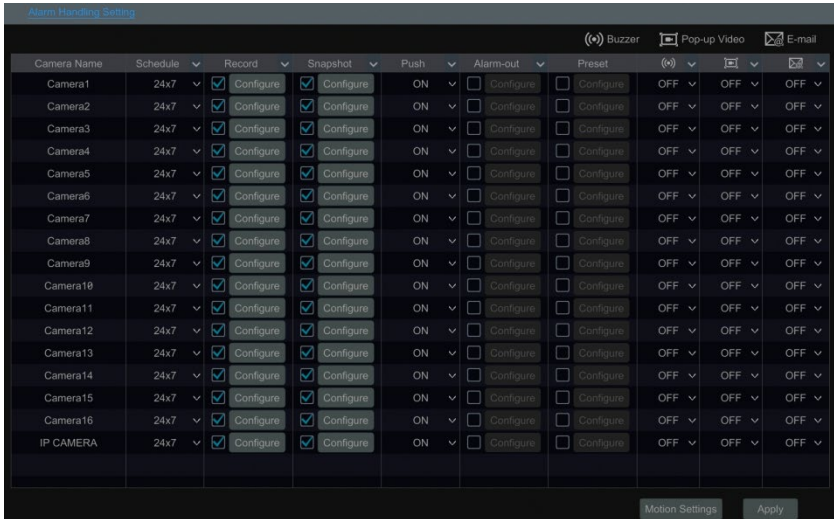 Alarm Handling Setting
Buzzer Pop-up Video E-mail
Camera Name Schedule Record Snapshot Push Alarm-out Preset
Camera1 24x7 Configure Configure ON Configure Configure OFF OFF OFF
Camera2 24x7 Configure Configure ON Configure Configure OFF OFF OFF
Camera3 24x7 Configure Configure ON Configure Configure OFF OFF OFF
Camera4 24x7 Configure Configure ON Configure Configure OFF OFF OFF
Camera5 24x7 Configure Configure ON Configure Configure OFF OFF OFF
Camera6 24x7 Configure Configure ON Configure Configure OFF OFF OFF
Camera7 24x7 Configure Configure ON Configure Configure OFF OFF OFF
Camera8 24x7 Configure Configure ON Configure Configure OFF OFF OFF
Camera9 24x7 Configure Configure ON Configure Configure OFF OFF OFF
Camera10 24x7 Configure Configure ON Configure Configure OFF OFF OFF
Camera11 24x7 Configure Configure ON Configure Configure OFF OFF OFF
Camera12 24x7 Configure Configure ON Configure Configure OFF OFF OFF
Camera13 24x7 Configure Configure ON Configure Configure OFF OFF OFF
Camera14 24x7 Configure Configure ON Configure Configure OFF OFF OFF
Camera15 24x7 Configure Configure ON Configure Configure OFF OFF OFF
Camera16 24x7 Configure Configure ON Configure Configure OFF OFF OFF
IP CAMERA 24x7 Configure Configure ON Configure Configure OFF OFF OFF
Motion Settings Apply